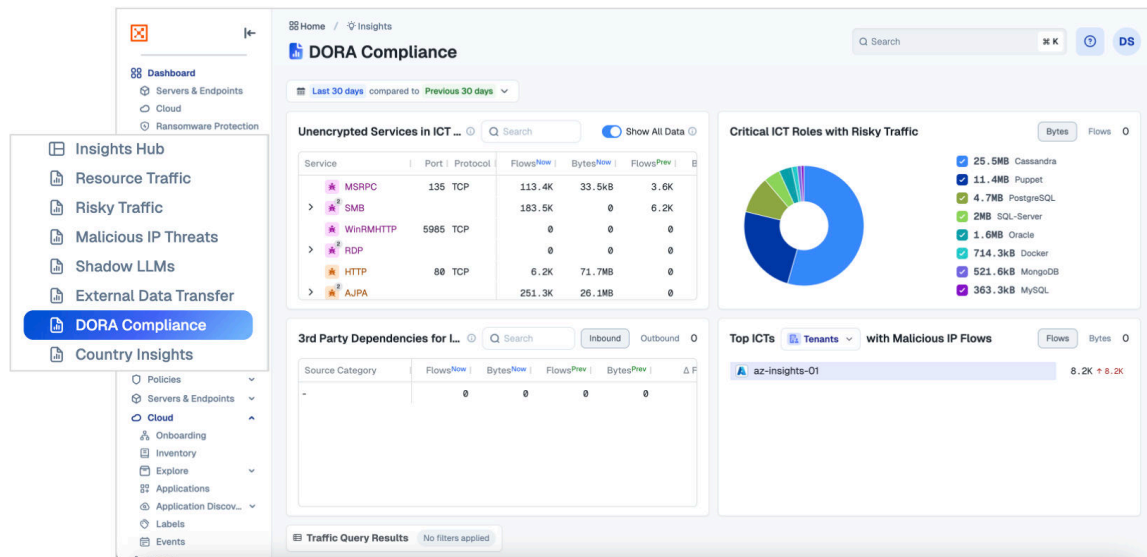 Home / Insights
DORA Compliance
Search ⌘ K
DS
Dashboard
Servers & Endpoints
Cloud
Ransomware Protection
Insights Hub
Resource Traffic
Risky Traffic
Malicious IP Threats
Shadow LLMs
External Data Transfer
DORA Compliance
Country Insights
Policies
Servers & Endpoints
Cloud
Onboarding
Inventory
Explore
Applications
Application Discov...
Labels
Events
Last 30 days compared to Previous 30 days
Unencrypted Services in ICT ... Search Show All Data
Service Port Protocol FlowsNow BytesNow FlowsPrev B
MSRPC 135 TCP 113.4K 33.5kB 3.6K
2 SMB 183.5K 0 6.2K
WinRMHTTP 5985 TCP 0 0 0
2 RDP 0 0 0
HTTP 80 TCP 6.2K 71.7MB 0
2 AJPA 251.3K 26.1MB 0
Critical ICT Roles with Risky Traffic Bytes Flows
25.5MB Cassandra
11.4MB Puppet
4.7MB PostgreSQL
2MB SQL-Server
1.6MB Oracle
714.3kB Docker
521.6kB MongoDB
363.3kB MySQL
3rd Party Dependencies for I... Search Inbound Outbound
Source Category FlowsNow BytesNow FlowsPrev BytesPrev Δ F
- 0 0 0 0
Top ICTs Tenants with Malicious IP Flows Flows Bytes
az-insights-01 8.2K ↑ 8.2K
Traffic Query Results No filters applied